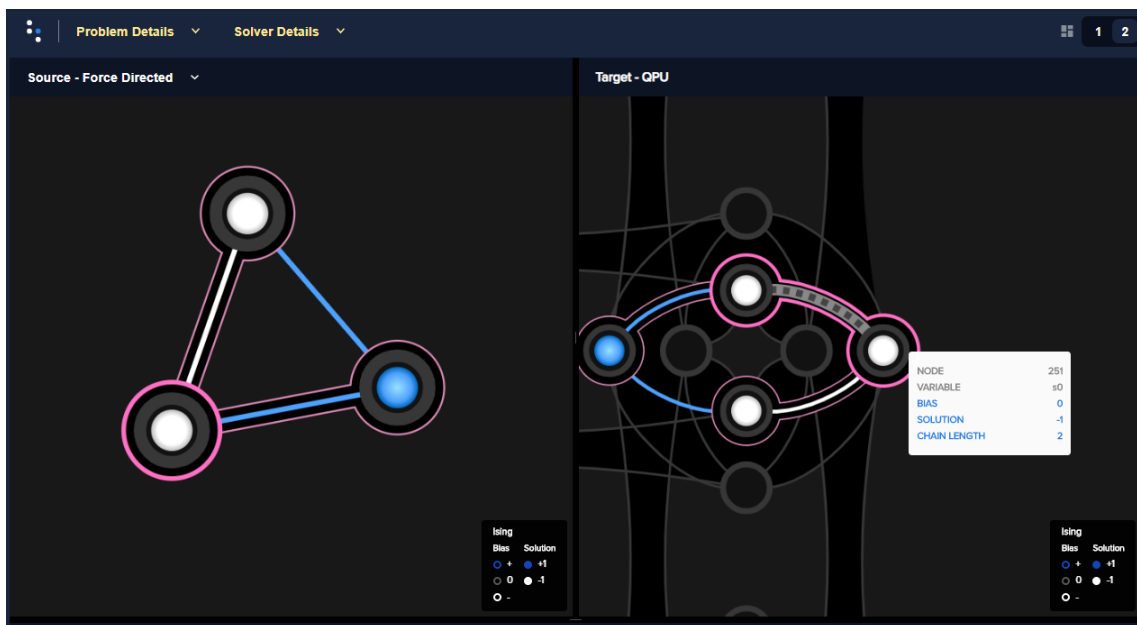 Problem Details Solver Details 1 2
Source - Force Directed
Target - QPU
NODE 251
VARIABLE s0
BIAS 0
SOLUTION -1
CHAIN LENGTH 2
Ising
Bias Solution
+ +1
0 -1
-
Ising
Bias Solution
+ +1
0 -1
-